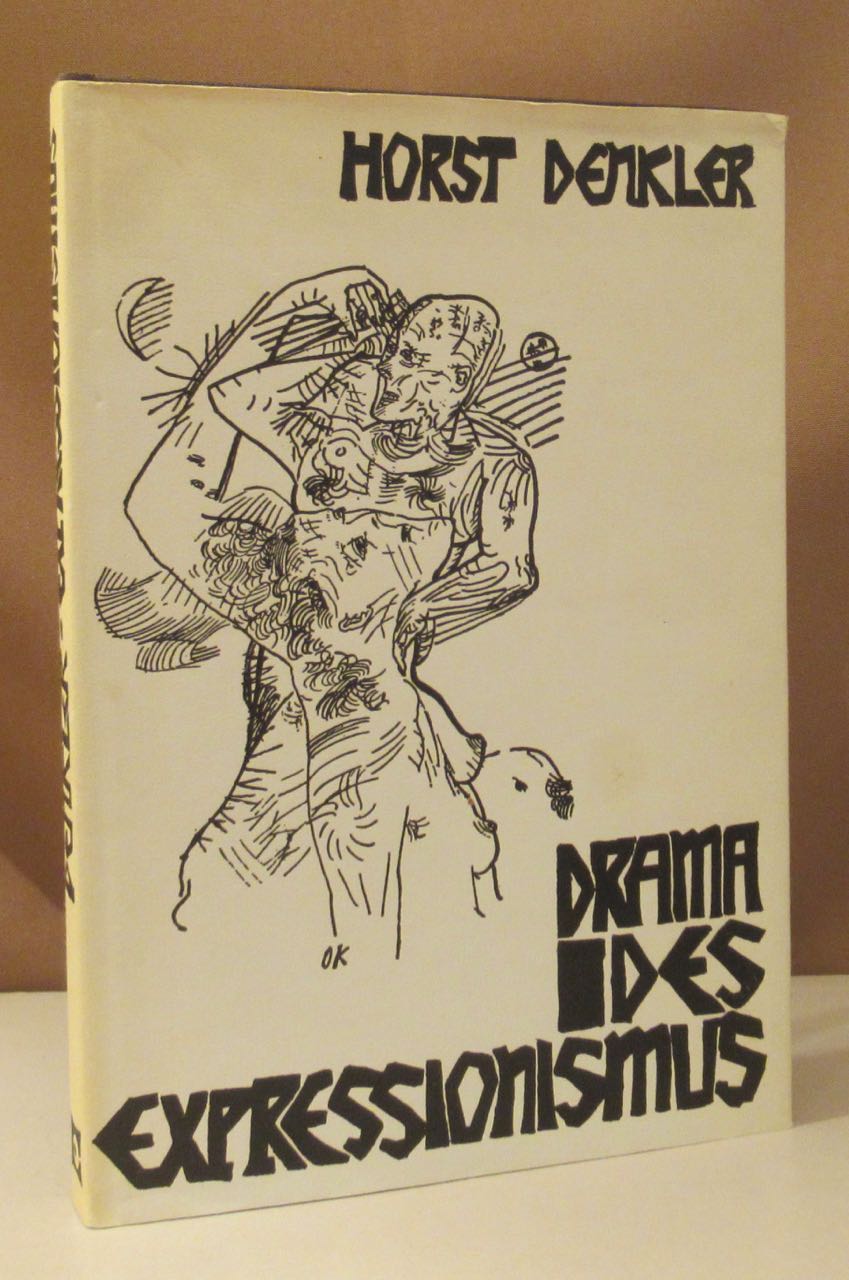 HORST DENKLER
OK
DRAMA
DES
EXPRESSIONISMUS